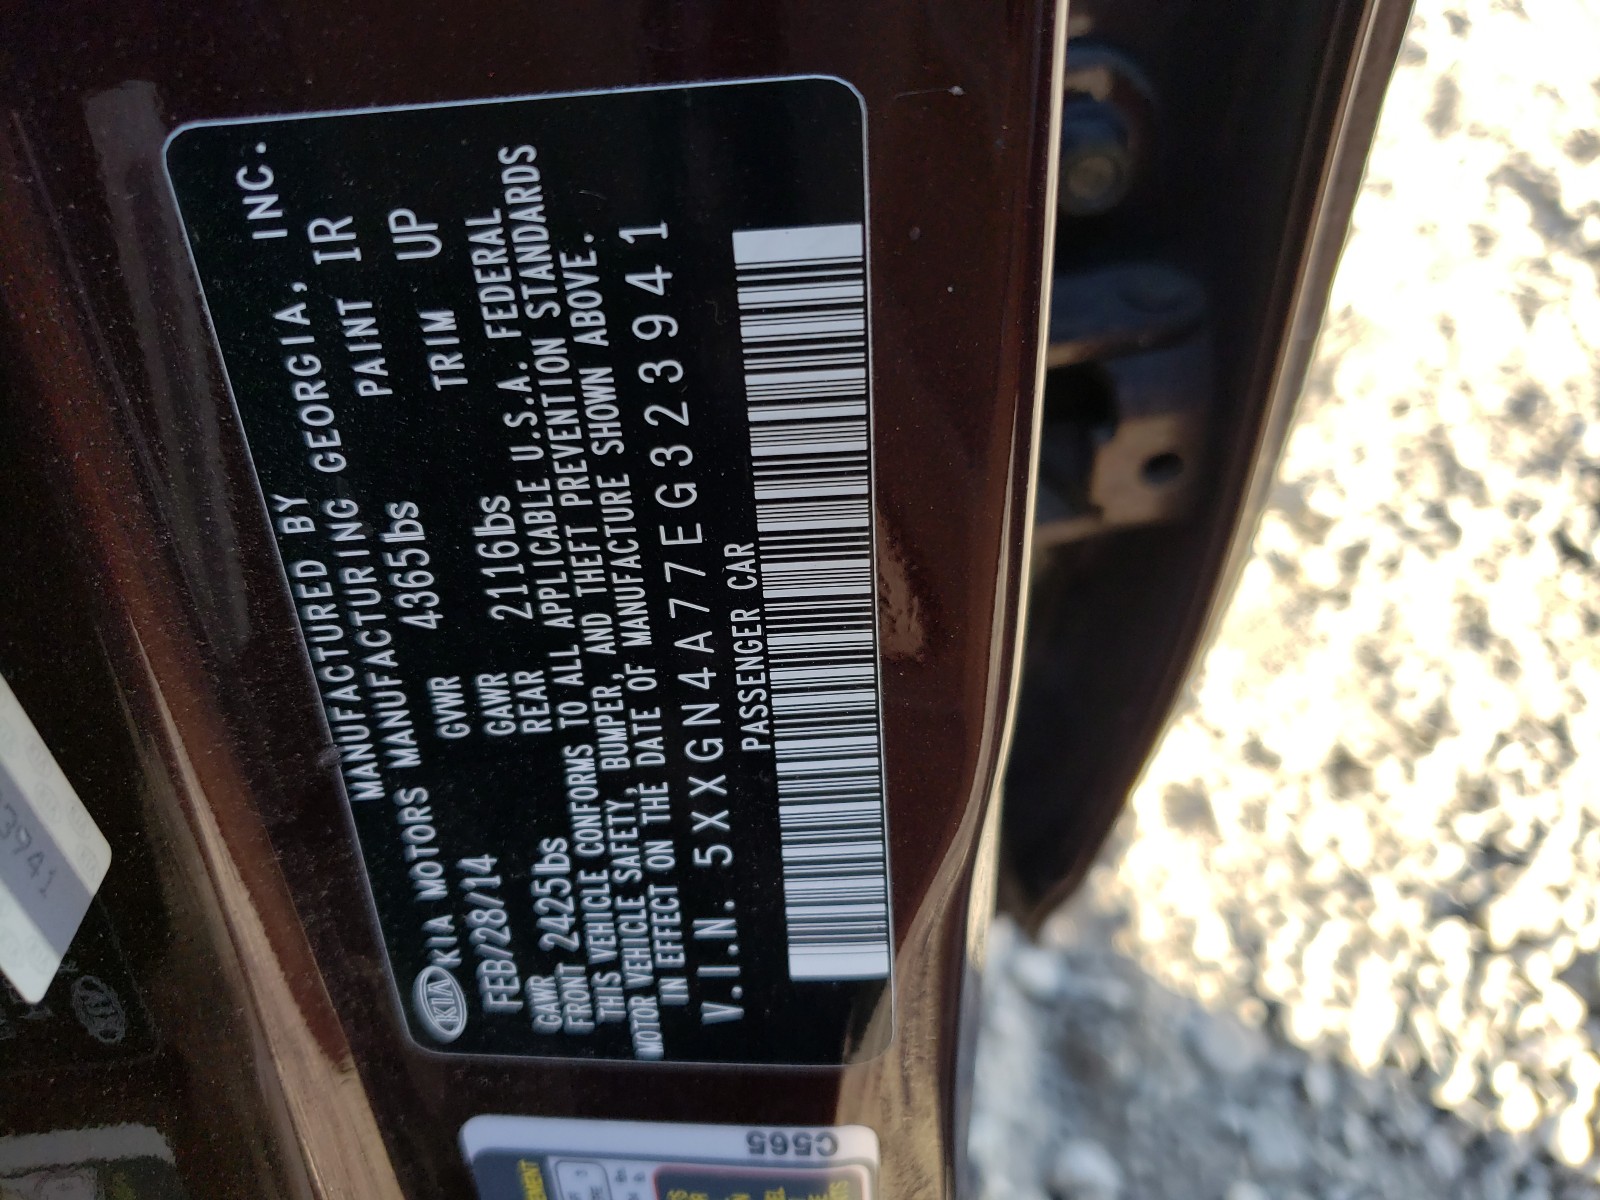 MANUFACTURED BY
KIA KIA MOTORS MANUFACTURING GEORGIA, INC.
FEB/28/14 GVWR 4365lbs PAINT IR
TRIM UP
GAWR FRONT 2425lbs GAWR REAR 2116lbs
THIS VEHICLE CONFORMS TO ALL APPLICABLE U.S.A. FEDERAL
MOTOR VEHICLE SAFETY, BUMPER, AND THEFT PREVENTION STANDARDS
IN EFFECT ON THE DATE OF MANUFACTURE SHOWN ABOVE.
V.I.N. 5XXGN4A77EG323941
PASSENGER CAR
C565
3941